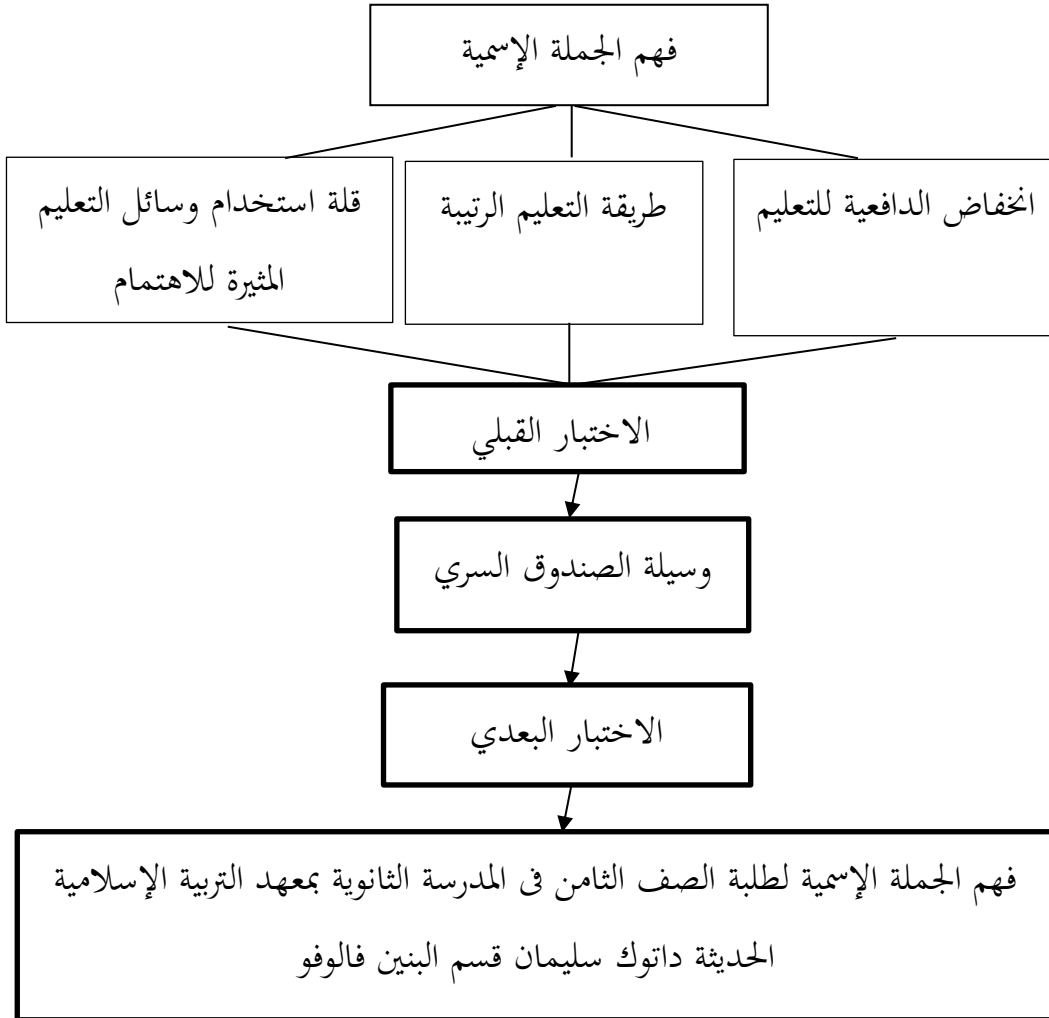 فهم الجملة الإسمية
انخفاض الدافعية للتعليم
طريقة التعليم الرتيبة
قلة استخدام وسائل التعليم
المثيرة للاهتمام
الاختبار القبلي
وسيلة الصندوق السري
الاختبار البعدي
فهم الجملة الإسمية لطلبة الصف الثامن فى المدرسة الثانوية بمعهد التربية الإسلامية
الحديثة داتوك سليمان قسم البنين فالوفو